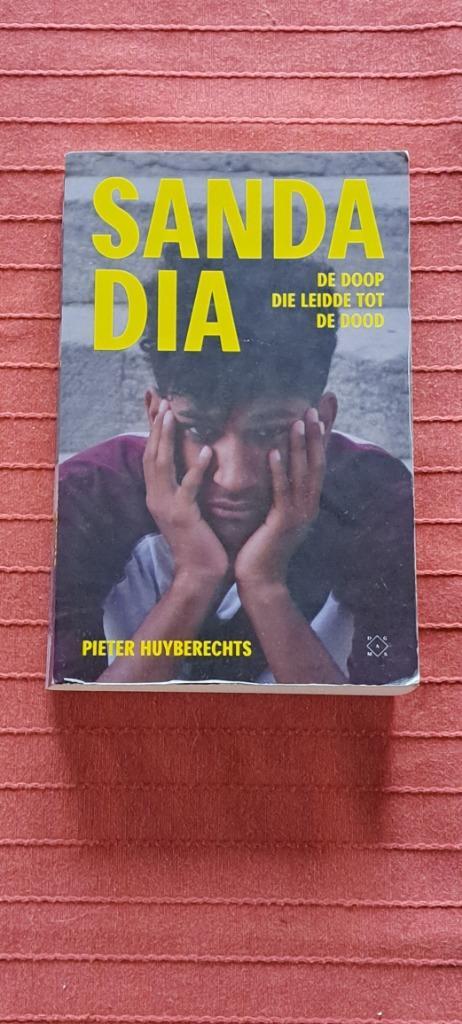 SANDA
DIA
DE DOOP
DIE LEIDDE TOT
DE DOOD
PIETER HUYBERECHTS